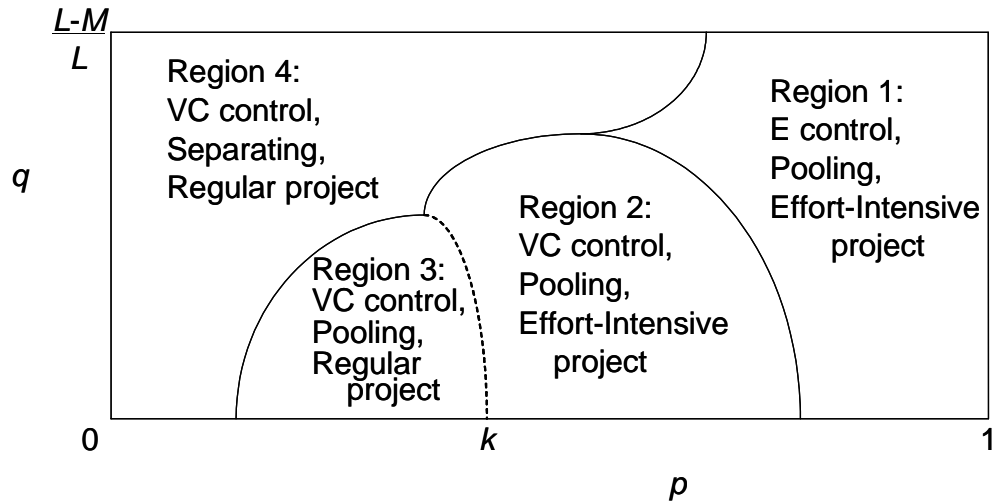 L-M
L
q
Region 4:
VC control,
Separating,
Regular project
Region 1:
E control,
Pooling,
Effort-Intensive
project
Region 2:
VC control,
Pooling,
Effort-Intensive
project
Region 3:
VC control,
Pooling,
Regular
project
0
k
1
p